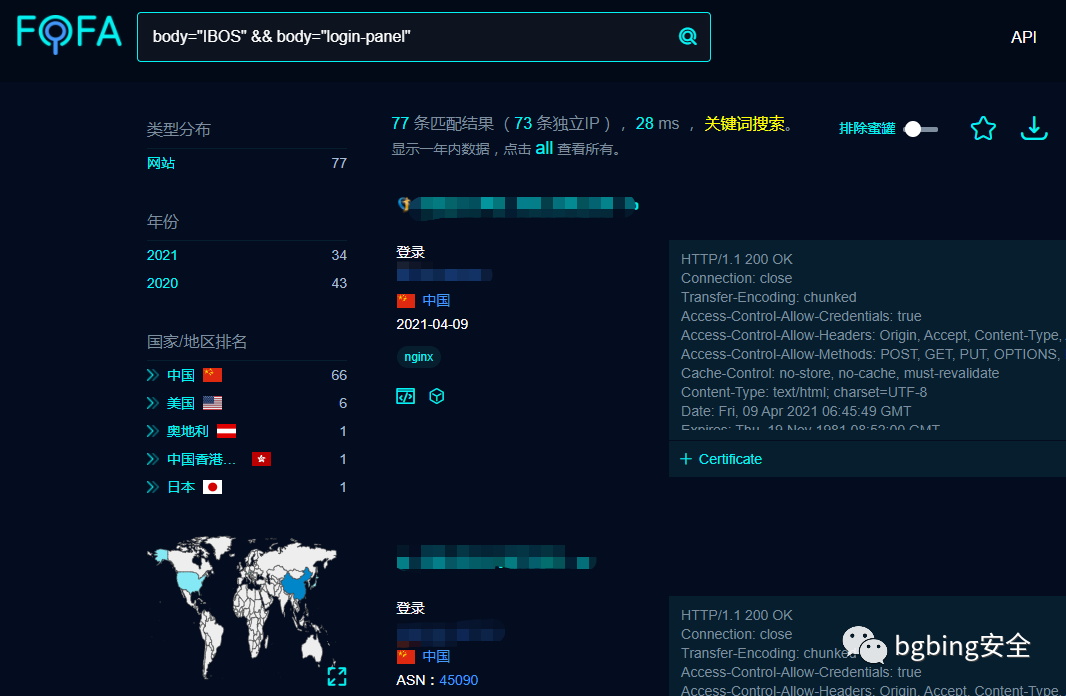 FOFA
body="IBOS" && body="login-panel"
API
类型分布
网站 77
年份
2021 34
2020 43
国家/地区排名
中国 66
美国 6
奥地利 1
中国香港... 1
日本 1
77 条匹配结果 ( 73 条独立IP ) ， 28 ms ， 关键词搜索。
显示一年内数据，点击 all 查看所有。
排除蜜罐
登录
中国
2021-04-09
nginx
HTTP/1.1 200 OK
Connection: close
Transfer-Encoding: chunked
Access-Control-Allow-Credentials: true
Access-Control-Allow-Headers: Origin, Accept, Content-Type,
Access-Control-Allow-Methods: POST, GET, PUT, OPTIONS,
Cache-Control: no-store, no-cache, must-revalidate
Content-Type: text/html; charset=UTF-8
Date: Fri, 09 Apr 2021 06:45:49 GMT
Expires: Thu, 19 Nov 1981 08:52:00 GMT
+ Certificate
登录
中国
ASN：45090
HTTP/1.1 200 OK
Connection: close
Transfer-Encoding: chunked
Access-Control-Allow-Credentials: true
Access-Control-Allow-Headers: Origin, Accept, Content-Type,
bgbing安全